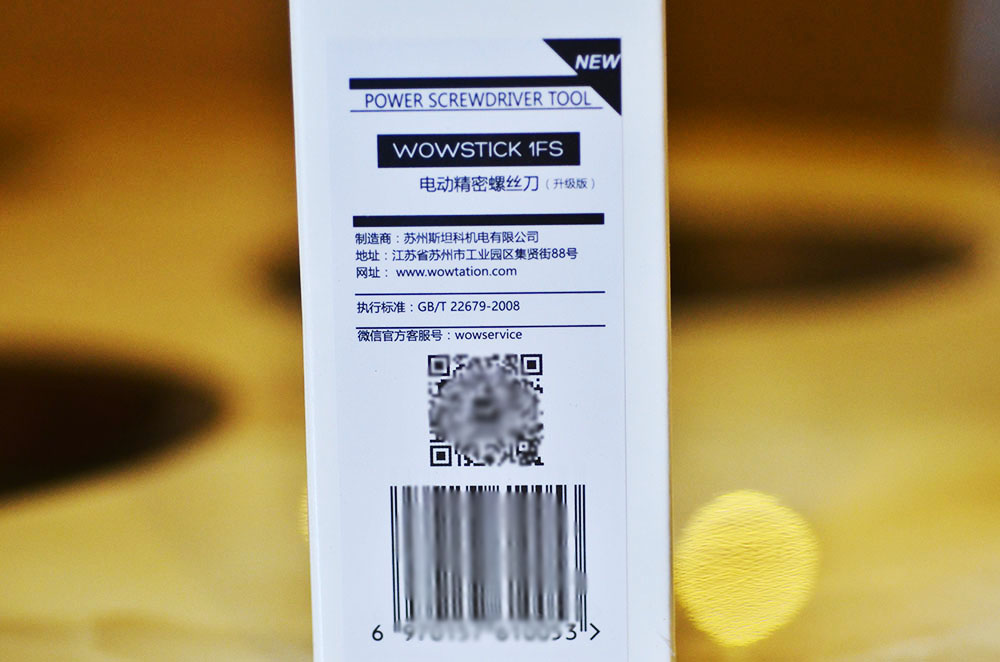 NEW
POWER SCREWDRIVER TOOL
WOWSTICK 1FS
电动精密螺丝刀(升级版)
制造商:苏州斯坦科机电有限公司
地址:江苏省苏州市工业园区集贤街88号
网址: www.wowtation.com
执行标准:GB/T 22679-2008
微信官方客服号:wowservice
6 >